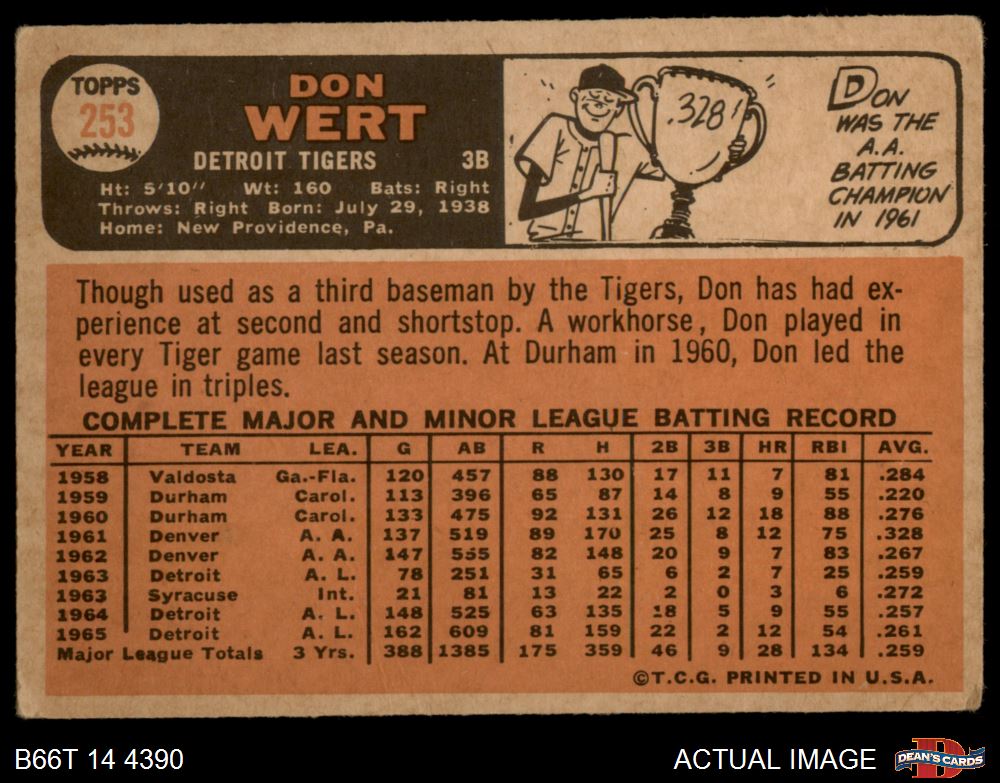 TOPPS
253
DON
WERT
DETROIT TIGERS 3B
Ht: 5'10" Wt: 160 Bats: Right
Throws: Right Born: July 29, 1938
Home: New Providence, Pa.
.328!
DON
WAS THE
A.A.
BATTING
CHAMPION
IN 1961
Though used as a third baseman by the Tigers, Don has had ex-
perience at second and shortstop. A workhorse, Don played in
every Tiger game last season. At Durham in 1960, Don led the
league in triples.
COMPLETE MAJOR AND MINOR LEAGUE BATTING RECORD
YEAR TEAM LEA. G AB R H 2B 3B HR RBI AVG.
1958 Valdosta Ga.-Fla. 120 457 88 130 17 11 7 81 .284
1959 Durham Carol. 113 396 65 87 14 8 9 55 .220
1960 Durham Carol. 133 475 92 131 26 12 18 88 .276
1961 Denver A. A. 137 519 89 170 25 8 12 75 .328
1962 Denver A. A. 147 555 82 148 20 9 7 83 .267
1963 Detroit A. L. 78 251 31 65 6 2 7 25 .259
1963 Syracuse Int. 21 81 13 22 2 0 3 6 .272
1964 Detroit A. L. 148 525 63 135 18 5 9 55 .257
1965 Detroit A. L. 162 609 81 159 22 2 12 54 .261
Major League Totals 3 Yrs. 388 1385 175 359 46 9 28 134 .259
©T.C.G. PRINTED IN U.S.A.
B66T 14 4390
ACTUAL IMAGE
D
DEAN'S CARDS